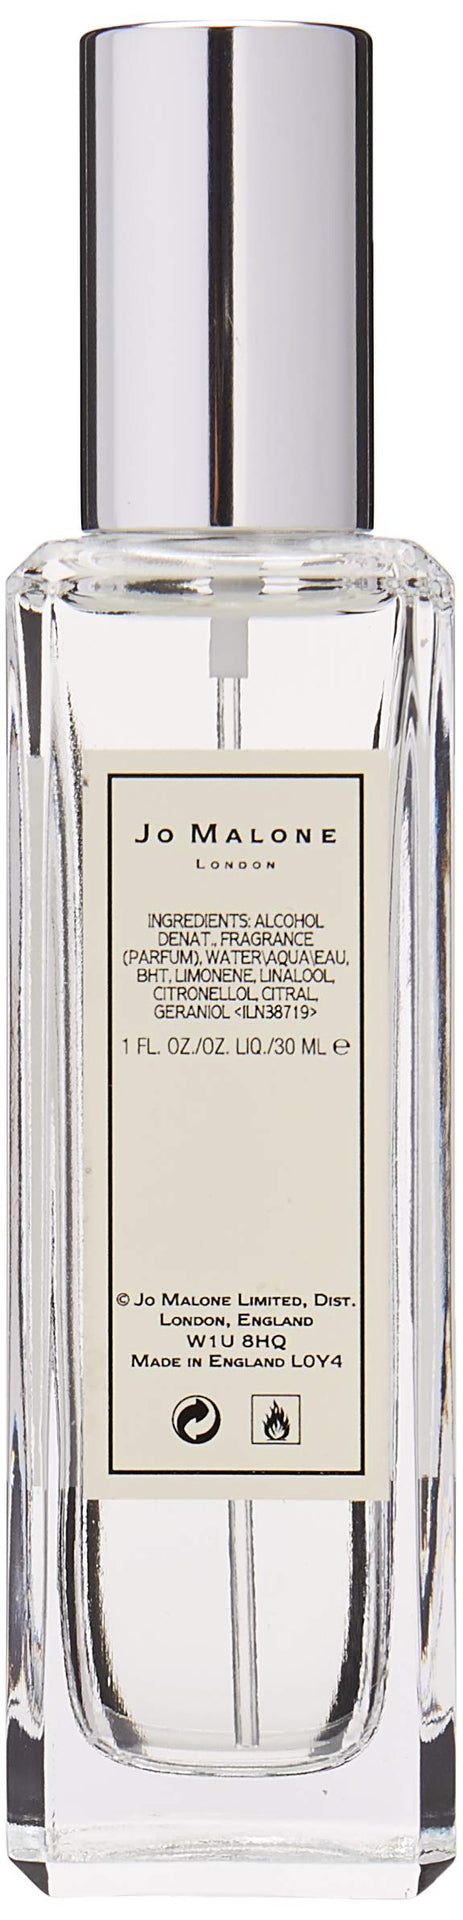 JO MALONE
LONDON
INGREDIENTS: ALCOHOL
DENAT., FRAGRANCE
(PARFUM), WATER\AQUA\EAU,
BHT, LIMONENE, LINALOOL,
CITRONELLOL, CITRAL,
GERANIOL <ILN38719>
1 FL. OZ./OZ. LIQ./30 ML ℮
© JO MALONE LIMITED, DIST.
LONDON, ENGLAND
W1U 8HQ
MADE IN ENGLAND L0Y4